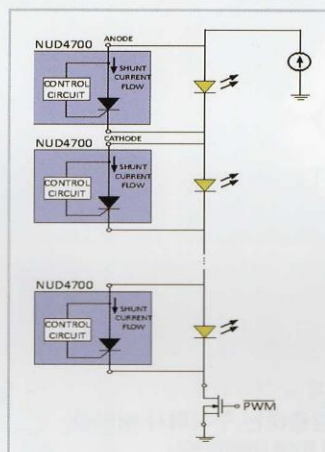 ANODE
NUD4700
SHUNT
CURRENT
FLOW
CONTROL
CIRCUIT
NUD4700
CATHODE
SHUNT
CURRENT
FLOW
CONTROL
CIRCUIT
NUD4700
SHUNT
CURRENT
FLOW
CONTROL
CIRCUIT
PWM